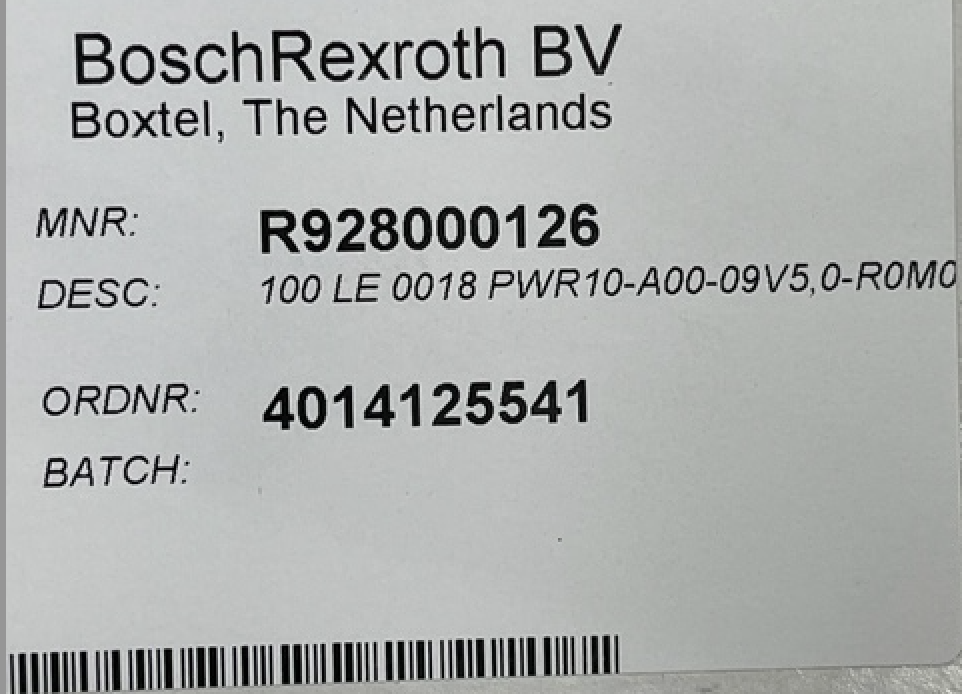 BoschRexroth BV
Boxtel, The Netherlands
MNR: R928000126
DESC: 100 LE 0018 PWR10-A00-09V5,0-R0M0
ORDNR: 4014125541
BATCH: